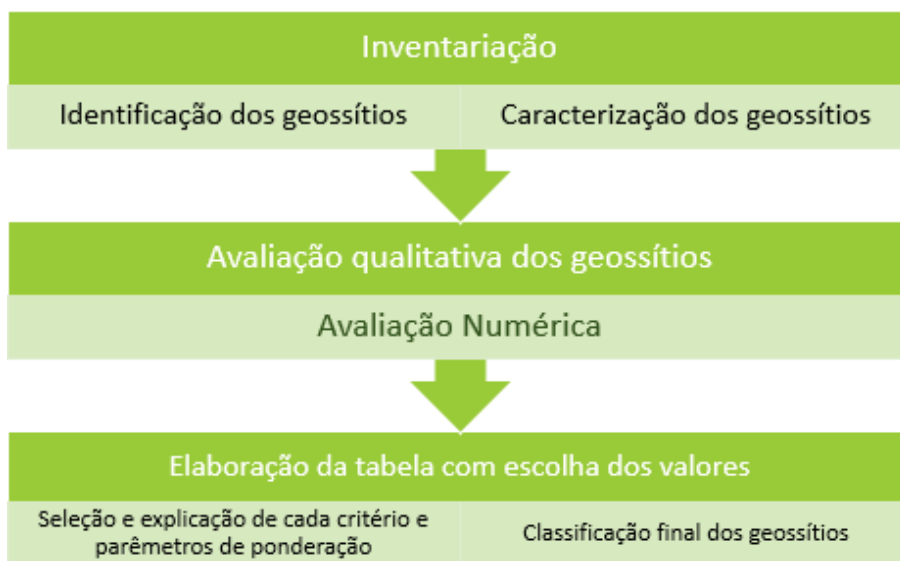 Inventariação
Identificação dos geossítios
Caracterização dos geossítios
Avaliação qualitativa dos geossítios
Avaliação Numérica
Elaboração da tabela com escolha dos valores
Seleção e explicação de cada critério e
parêmetros de ponderação
Classificação final dos geossítios